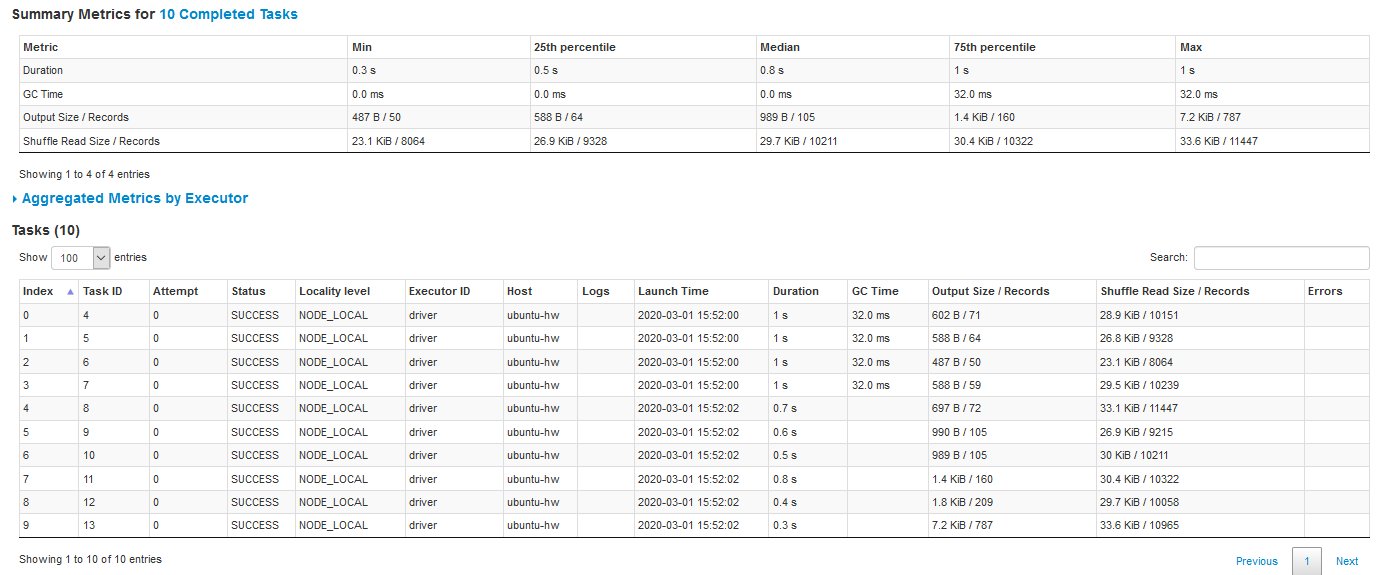 Summary Metrics for 10 Completed Tasks
Metric Min 25th percentile Median 75th percentile Max
Duration 0.3 s 0.5 s 0.8 s 1 s 1 s
GC Time 0.0 ms 0.0 ms 0.0 ms 32.0 ms 32.0 ms
Output Size / Records 487 B / 50 588 B / 64 989 B / 105 1.4 KiB / 160 7.2 KiB / 787
Shuffle Read Size / Records 23.1 KiB / 8064 26.9 KiB / 9328 29.7 KiB / 10211 30.4 KiB / 10322 33.6 KiB / 11447
Showing 1 to 4 of 4 entries
Aggregated Metrics by Executor
Tasks (10)
Show 100 entries Search:
Index Task ID Attempt Status Locality level Executor ID Host Logs Launch Time Duration GC Time Output Size / Records Shuffle Read Size / Records Errors
0 4 0 SUCCESS NODE_LOCAL driver ubuntu-hw 2020-03-01 15:52:00 1 s 32.0 ms 602 B / 71 28.9 KiB / 10151
1 5 0 SUCCESS NODE_LOCAL driver ubuntu-hw 2020-03-01 15:52:00 1 s 32.0 ms 588 B / 64 26.8 KiB / 9328
2 6 0 SUCCESS NODE_LOCAL driver ubuntu-hw 2020-03-01 15:52:00 1 s 32.0 ms 487 B / 50 23.1 KiB / 8064
3 7 0 SUCCESS NODE_LOCAL driver ubuntu-hw 2020-03-01 15:52:00 1 s 32.0 ms 588 B / 59 29.5 KiB / 10239
4 8 0 SUCCESS NODE_LOCAL driver ubuntu-hw 2020-03-01 15:52:02 0.7 s 697 B / 72 33.1 KiB / 11447
5 9 0 SUCCESS NODE_LOCAL driver ubuntu-hw 2020-03-01 15:52:02 0.6 s 990 B / 105 26.9 KiB / 9215
6 10 0 SUCCESS NODE_LOCAL driver ubuntu-hw 2020-03-01 15:52:02 0.5 s 989 B / 105 30 KiB / 10211
7 11 0 SUCCESS NODE_LOCAL driver ubuntu-hw 2020-03-01 15:52:02 0.8 s 1.4 KiB / 160 30.4 KiB / 10322
8 12 0 SUCCESS NODE_LOCAL driver ubuntu-hw 2020-03-01 15:52:02 0.4 s 1.8 KiB / 209 29.7 KiB / 10058
9 13 0 SUCCESS NODE_LOCAL driver ubuntu-hw 2020-03-01 15:52:02 0.3 s 7.2 KiB / 787 33.6 KiB / 10965
Showing 1 to 10 of 10 entries
Previous 1 Next